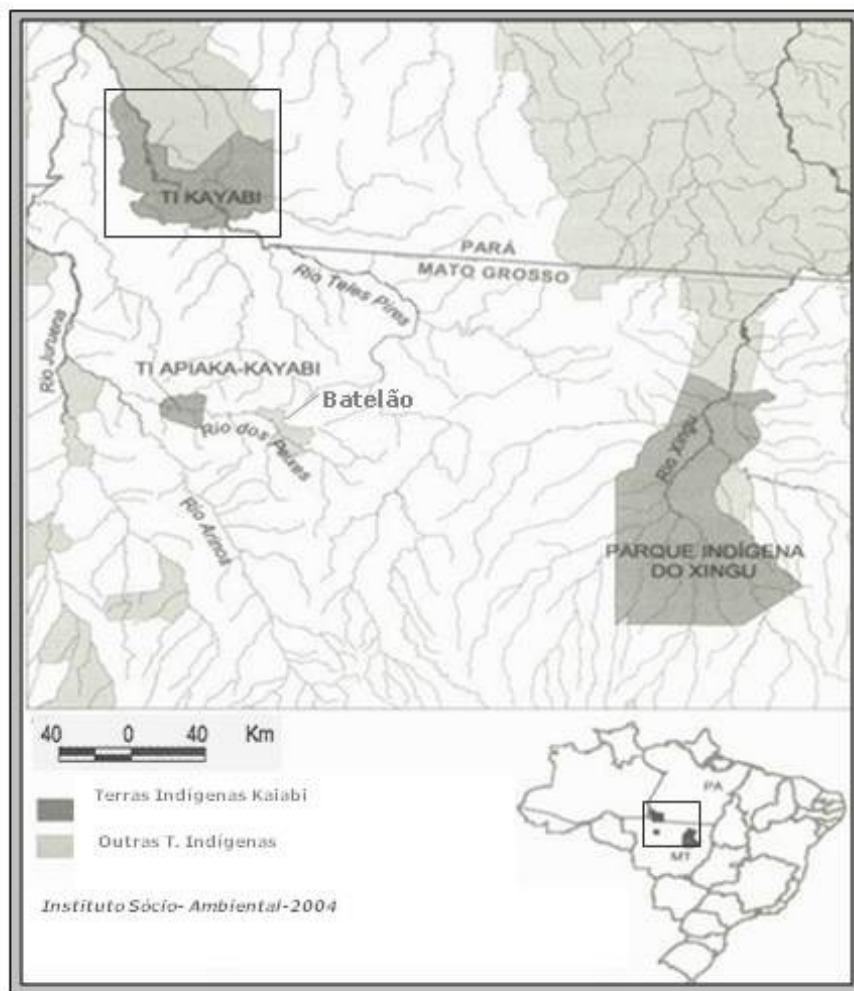 TI KAYABI
PARÁ
MATO GROSSO
Rio Teles Pires
Rio Juruena
TI APIAKA-KAYABI
Batelão
Rio dos Peixes
Rio Xingu
Rio Arinos
PARQUE INDÍGENA
DO XINGU
40 0 40 Km
Terras Indígenas Kaiabi
Outras T. Indígenas
Instituto Sócio- Ambiental-2004
PA
MT